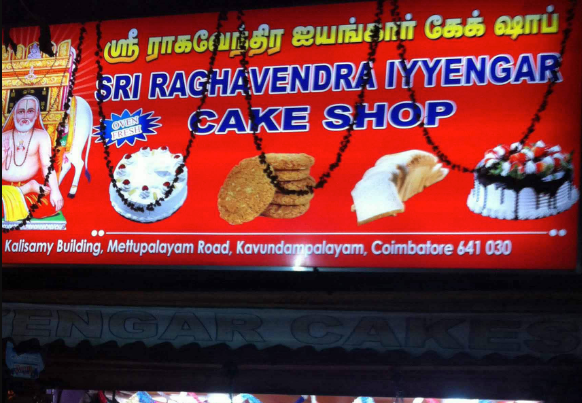 ஸ்ரீ ராகவேந்திர ஐயங்கார் கேக் ஷாப்
SRI RAGHAVENDRA IYYENGAR
OVEN
FRESH
CAKE SHOP
Kalisamy Building, Mettupalayam Road, Kavundampalayam, Coimbatore 641 030
YENGAR CAKES